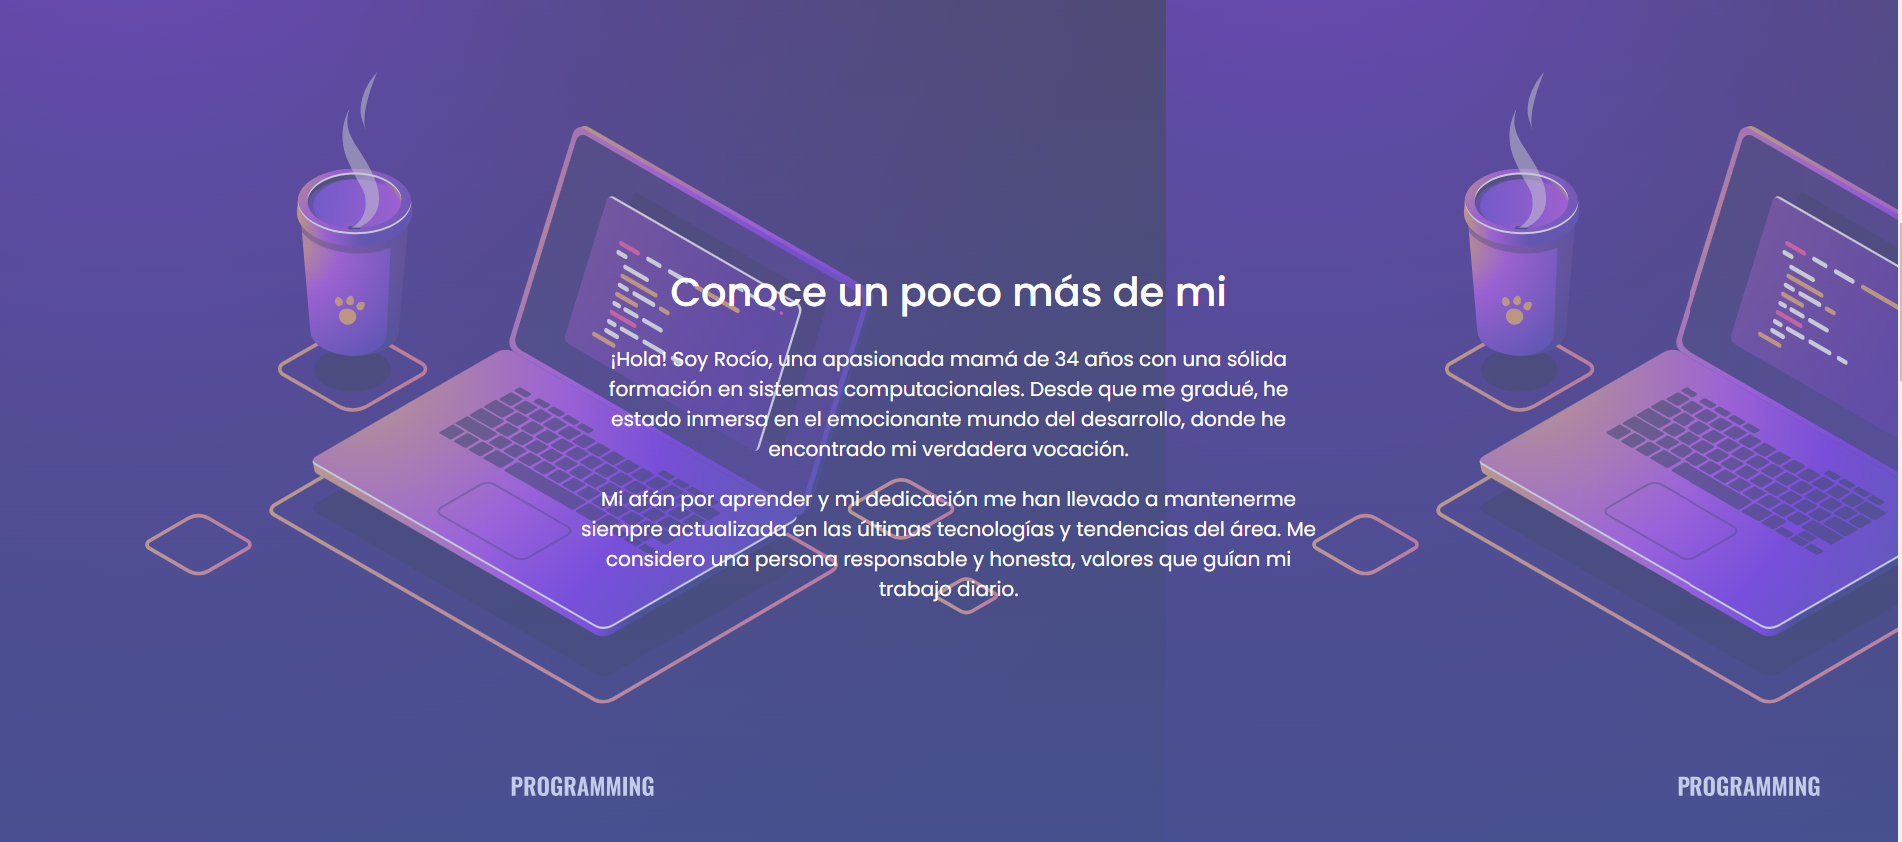 Conoce un poco más de mi
¡Hola! Soy Rocío, una apasionada mamá de 34 años con una sólida
formación en sistemas computacionales. Desde que me gradué, he
estado inmersa en el emocionante mundo del desarrollo, donde he
encontrado mi verdadera vocación.
Mi afán por aprender y mi dedicación me han llevado a mantenerme
siempre actualizada en las últimas tecnologías y tendencias del área. Me
considero una persona responsable y honesta, valores que guían mi
trabajo diario.
PROGRAMMING
PROGRAMMING